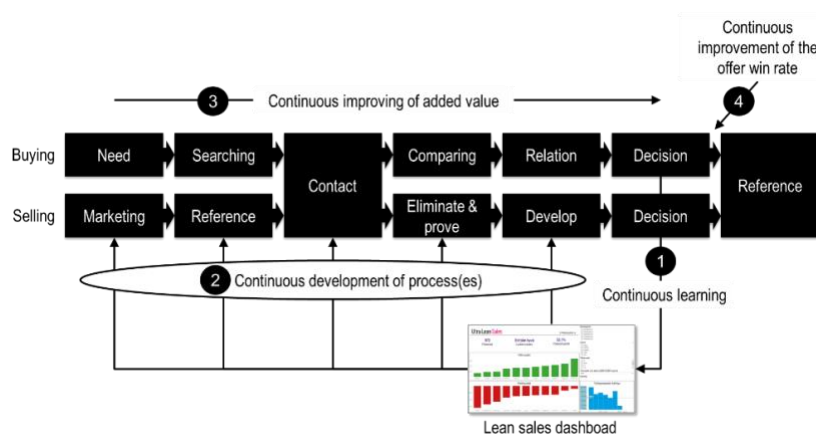 Continuous
improvement of the
offer win rate
3 Continuous improving of added value
4
Buying Need Searching Comparing Relation Decision
Contact
Reference
Selling Marketing Reference Eliminate & prove Develop Decision
2 Continuous development of process(es)
1
Continuous learning
Lean sales dashboad